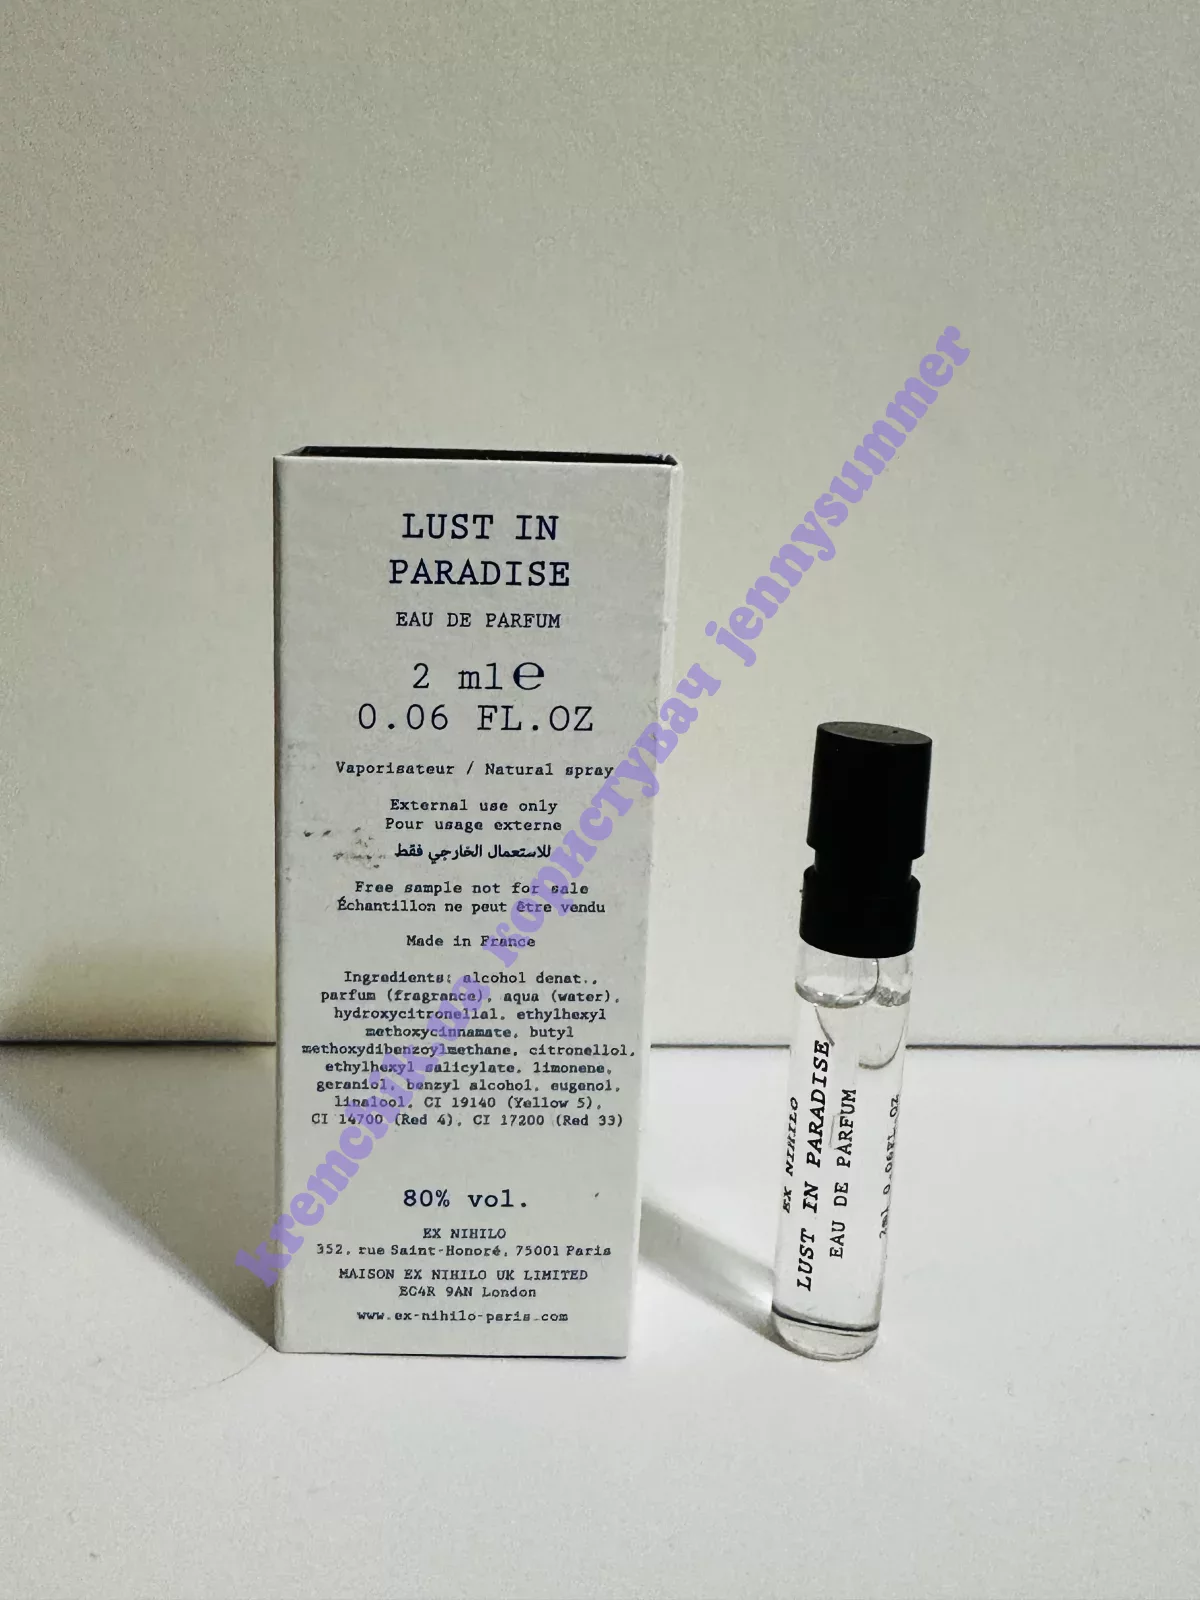 LUST IN
PARADISE
EAU DE PARFUM
2 ml℮
0.06 FL.OZ
Vaporisateur / Natural spray
External use only
Pour usage externe
للاستعمال الخارجي فقط
Free sample not for sale
Échantillon ne peut être vendu
Made in France
Ingredients: alcohol denat.,
parfum (fragrance), aqua (water),
hydroxycitronellal, ethylhexyl
methoxycinnamate, butyl
methoxydibenzoylmethane, citronellol,
ethylhexyl salicylate, limonene,
geraniol, benzyl alcohol, eugenol,
linalool, CI 19140 (Yellow 5),
CI 14700 (Red 4), CI 17200 (Red 33)
80% vol.
EX NIHILO
352, rue Saint-Honoré, 75001 Paris
MAISON EX NIHILO UK LIMITED
EC4R 9AN London
www.ex-nihilo-paris.com
EX NIHILO
LUST IN PARADISE
EAU DE PARFUM
2ml 0.06FL.OZ
kremchik.ua користувач jennysummer